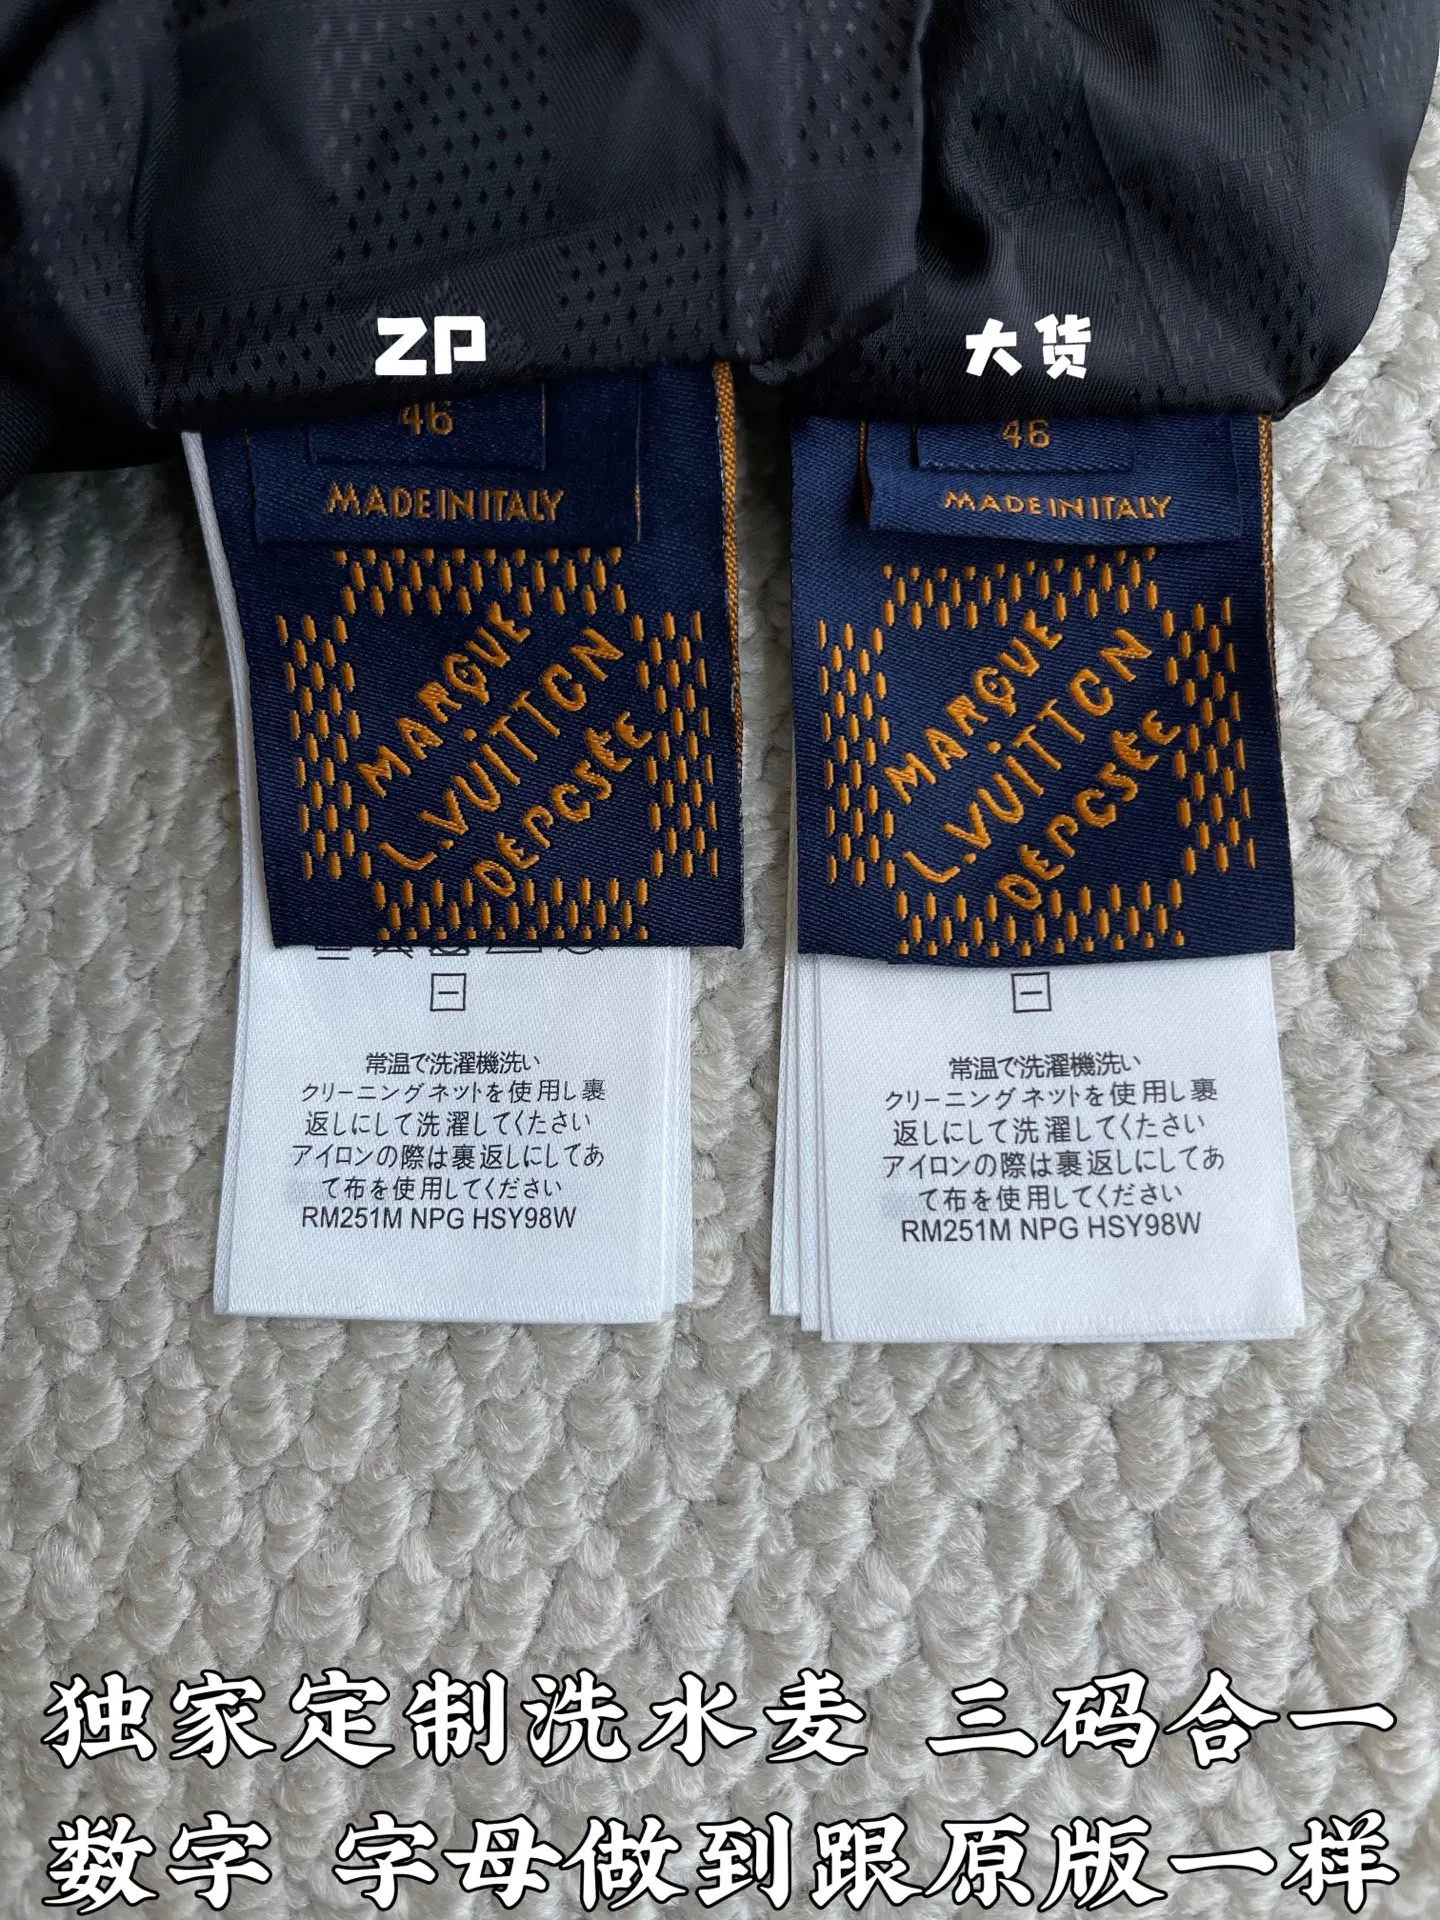 ZP
大货
46
MADE IN ITALY
MARQUE
L.VUITTON
DEPOSÉE
常温で洗濯機洗い
クリーニングネットを使用し裏
返しにして洗濯してください
アイロンの際は裏返しにしてあ
て布を使用してください
RM251M NPG HSY98W
46
MADE IN ITALY
MARQUE
L.VUITTON
DEPOSÉE
常温で洗濯機洗い
クリーニングネットを使用し裏
返しにして洗濯してください
アイロンの際は裏返しにしてあ
て布を使用してください
RM251M NPG HSY98W
独家定制洗水麦 三码合一
数字 字母做到跟原版一样